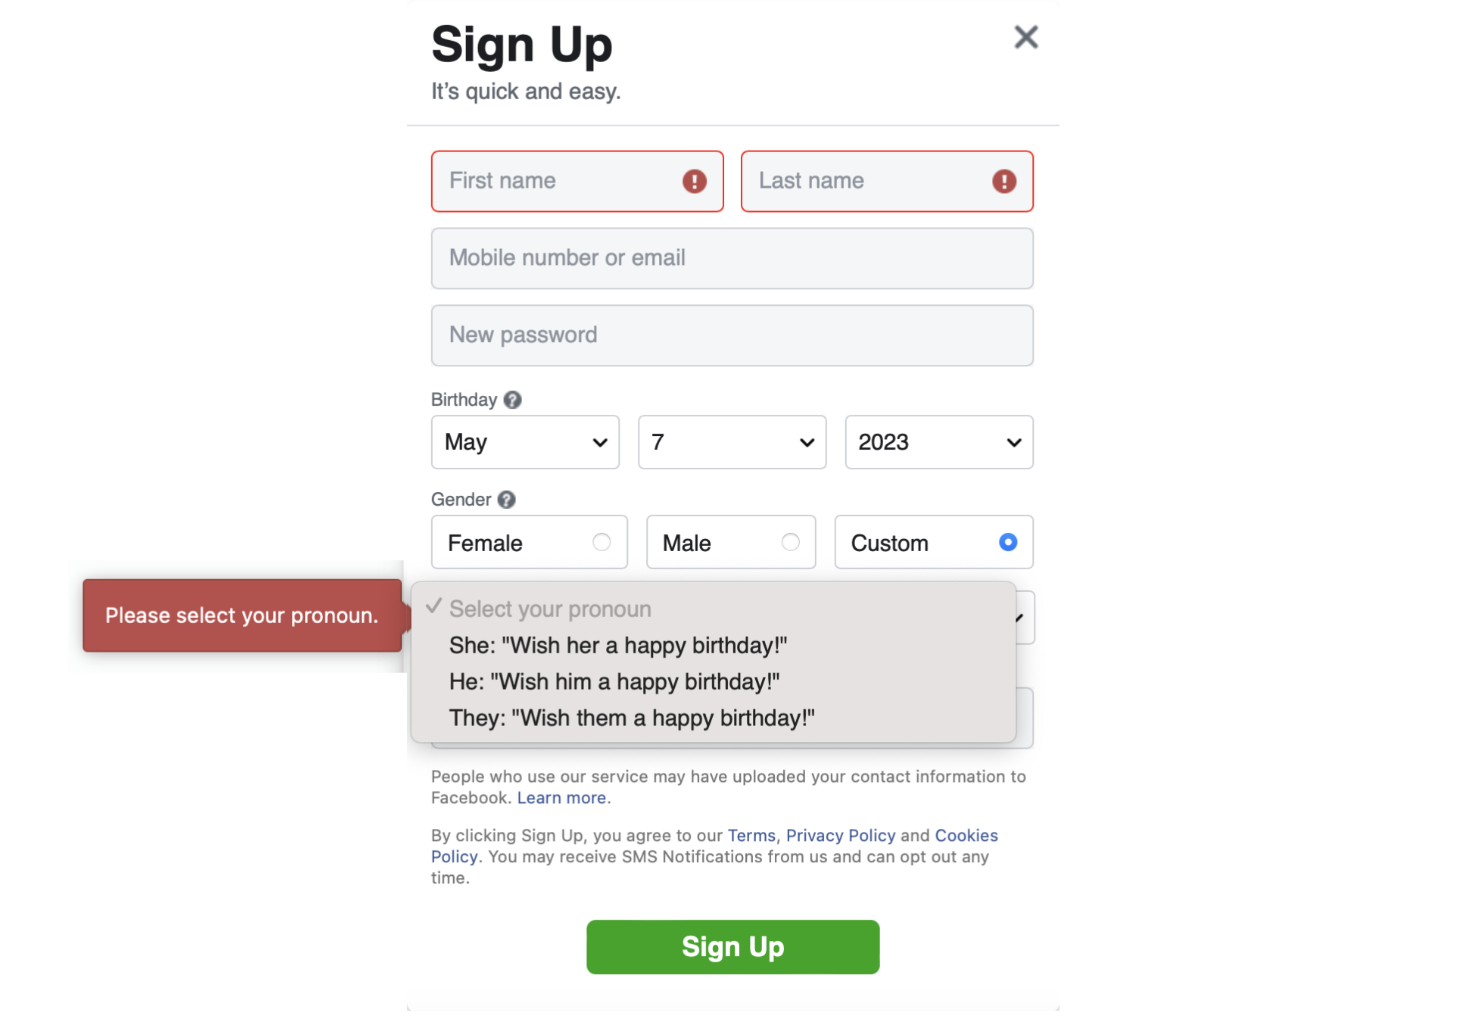 Sign Up
It's quick and easy.
First name
Last name
Mobile number or email
New password
Birthday
May
7
2023
Gender
Female
Male
Custom
Please select your pronoun.
Select your pronoun
She: "Wish her a happy birthday!"
He: "Wish him a happy birthday!"
They: "Wish them a happy birthday!"
People who use our service may have uploaded your contact information to
Facebook. Learn more.
By clicking Sign Up, you agree to our Terms, Privacy Policy and Cookies
Policy. You may receive SMS Notifications from us and can opt out any
time.
Sign Up